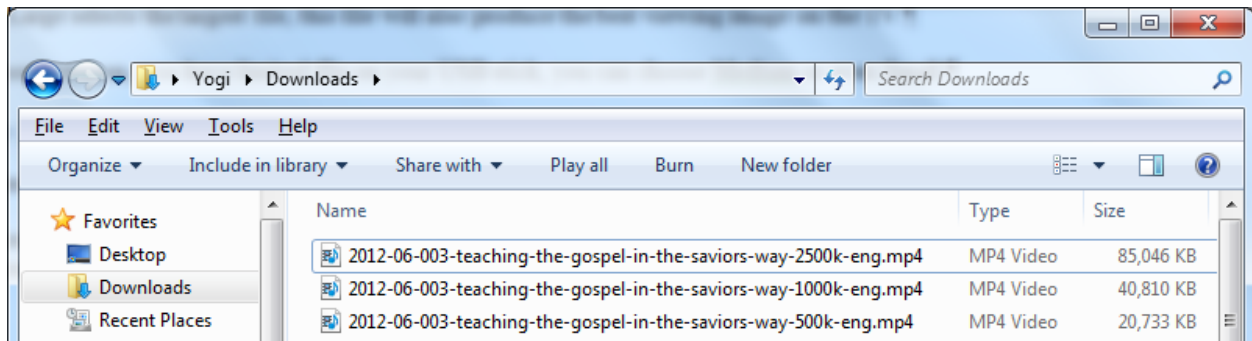 Yogi Downloads Search Downloads
File Edit View Tools Help
Organize Include in library Share with Play all Burn New folder
Favorites Name Type Size
Desktop 2012-06-003-teaching-the-gospel-in-the-saviors-way-2500k-eng.mp4 MP4 Video 85,046 KB
Downloads 2012-06-003-teaching-the-gospel-in-the-saviors-way-1000k-eng.mp4 MP4 Video 40,810 KB
Recent Places 2012-06-003-teaching-the-gospel-in-the-saviors-way-500k-eng.mp4 MP4 Video 20,733 KB